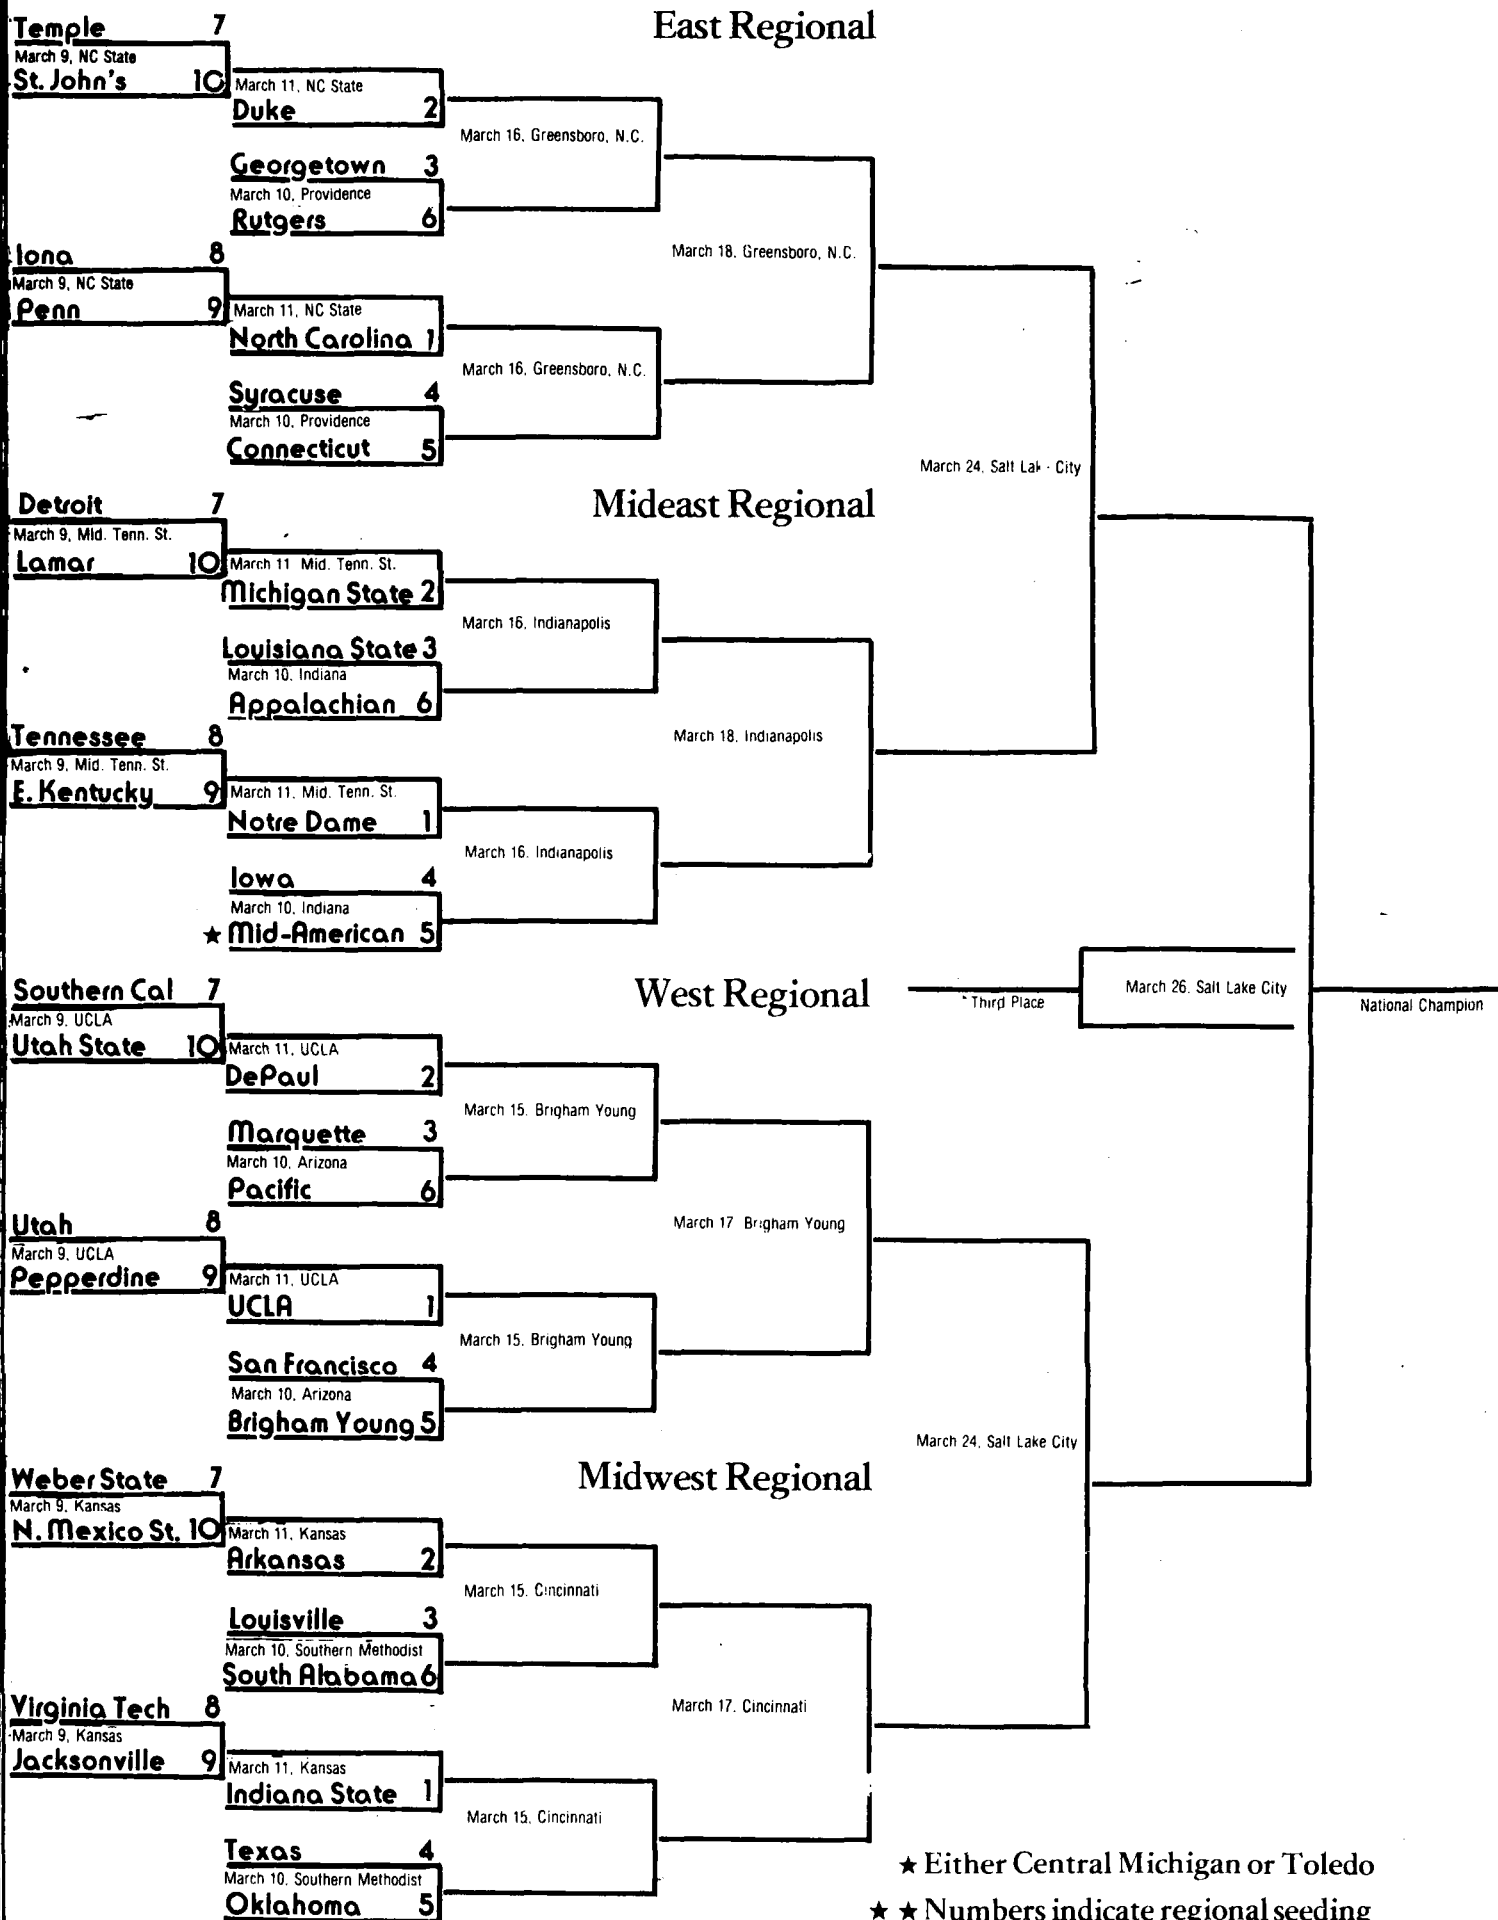 East Regional
Temple 7
March 9, NC State
St. John's 10
March 11, NC State
Duke 2
March 16, Greensboro, N.C.
Georgetown 3
March 10, Providence
Rutgers 6
March 18, Greensboro, N.C.
Iona 8
March 9, NC State
Penn 9
March 11, NC State
North Carolina 1
March 16, Greensboro, N.C.
Syracuse 4
March 10, Providence
Connecticut 5
March 24, Salt Lak City
Mideast Regional
Detroit 7
March 9, Mid. Tenn. St.
Lamar 10
March 11 Mid. Tenn. St.
Michigan State 2
March 16, Indianapolis
Louisiana State 3
March 10, Indiana
Appalachian 6
March 18, Indianapolis
Tennessee 8
March 9, Mid. Tenn. St.
E. Kentucky 9
March 11, Mid. Tenn. St.
Notre Dame 1
March 16, Indianapolis
Iowa 4
March 10, Indiana
★ Mid-American 5
West Regional
Third Place
March 26, Salt Lake City
National Champion
Southern Cal 7
March 9, UCLA
Utah State 10
March 11, UCLA
DePaul 2
March 15, Brigham Young
Marquette 3
March 10, Arizona
Pacific 6
March 17 Brigham Young
Utah 8
March 9, UCLA
Pepperdine 9
March 11, UCLA
UCLA 1
March 15, Brigham Young
San Francisco 4
March 10, Arizona
Brigham Young 5
March 24, Salt Lake City
Midwest Regional
Weber State 7
March 9, Kansas
N. Mexico St. 10
March 11, Kansas
Arkansas 2
March 15, Cincinnati
Louisville 3
March 10, Southern Methodist
South Alabama 6
March 17, Cincinnati
Virginia Tech 8
March 9, Kansas
Jacksonville 9
March 11, Kansas
Indiana State 1
March 15, Cincinnati
Texas 4
March 10, Southern Methodist
Oklahoma 5
★ Either Central Michigan or Toledo
★ ★ Numbers indicate regional seeding